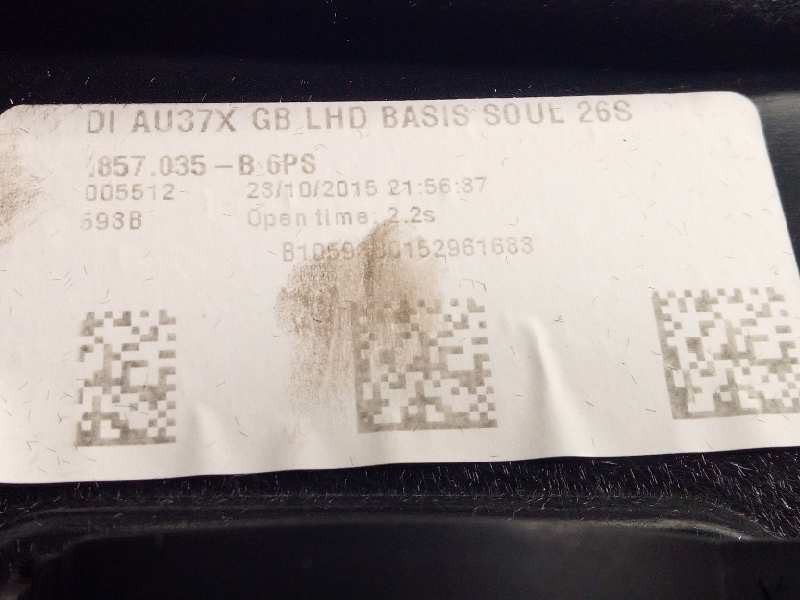 DI AU37X GB LHD BASIS SOUL 26S
.857.035-B 6PS
005512- 23/10/2015 21:56:37
593B Open time: 2.2s